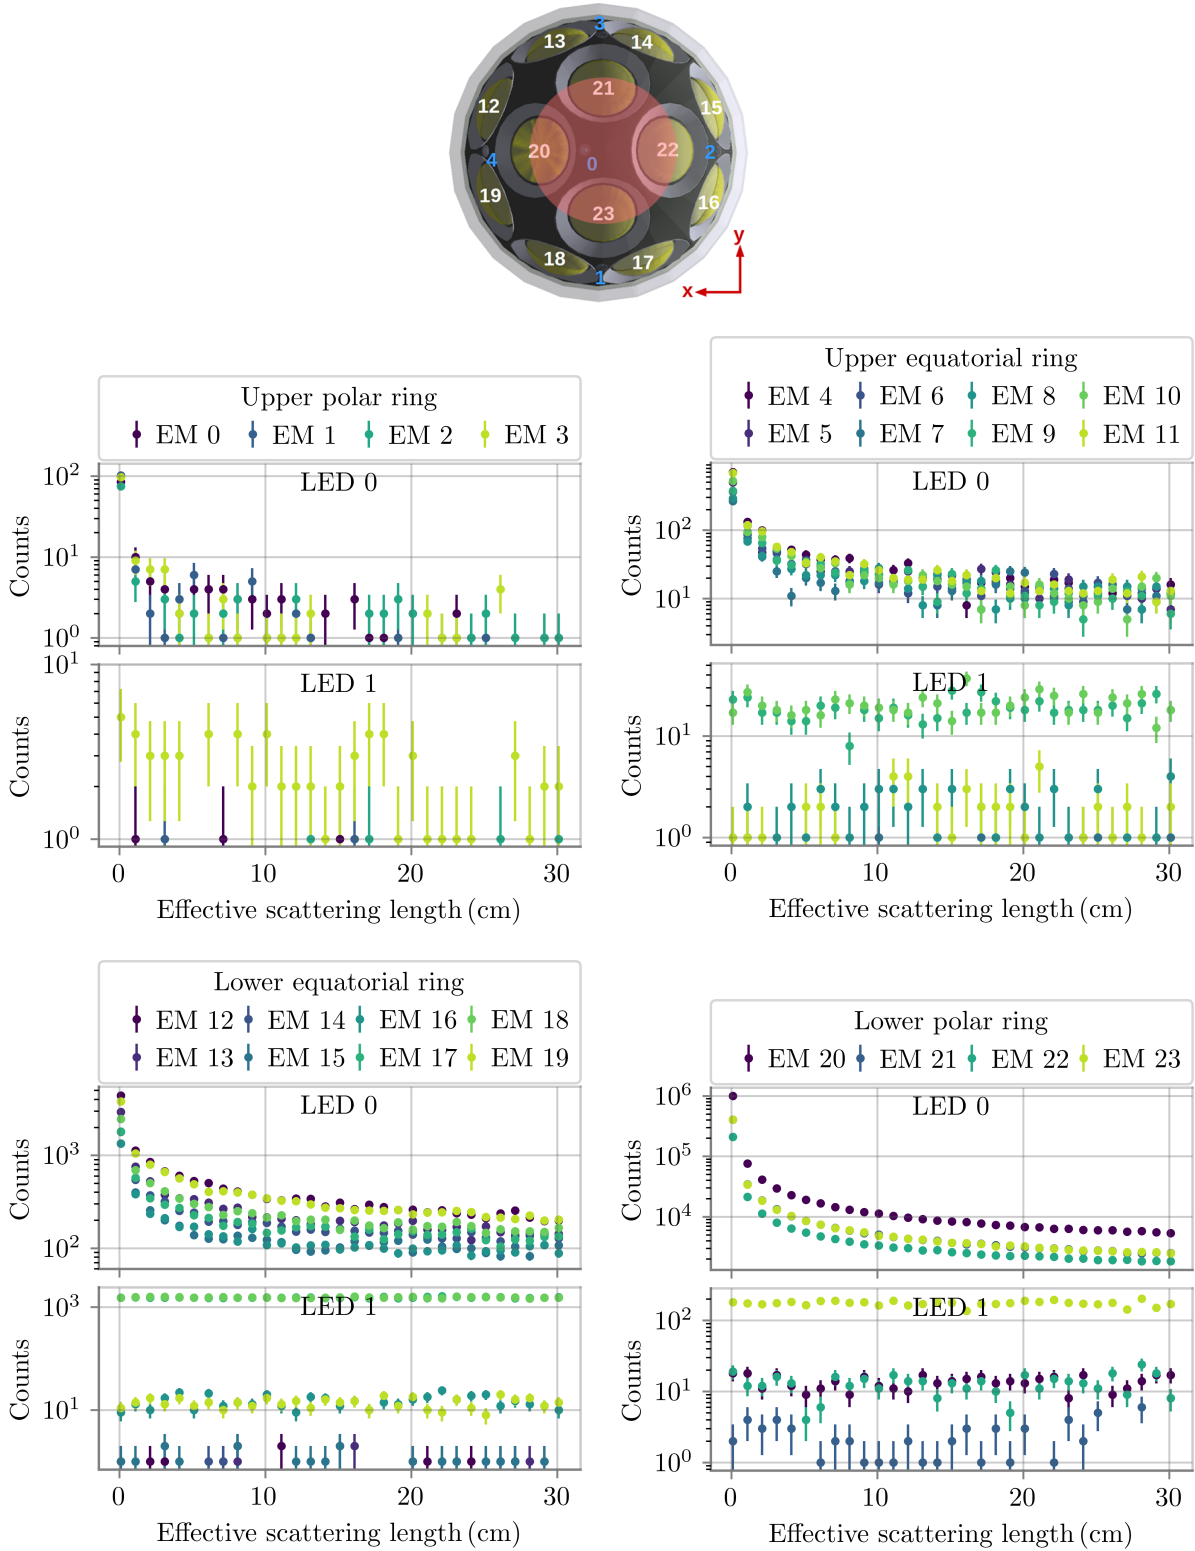 3
13 14
21
12 15
20 22 2
4 0
19 16
23
18 17
1
y
x
Upper polar ring
EM 0 EM 1 EM 2 EM 3
LED 0
10²
10¹
10⁰
Counts
LED 1
10¹
10⁰
Counts
0 10 20 30
Effective scattering length (cm)
Upper equatorial ring
EM 4 EM 6 EM 8 EM 10
EM 5 EM 7 EM 9 EM 11
LED 0
10²
10¹
Counts
LED 1
10¹
10⁰
Counts
0 10 20 30
Effective scattering length (cm)
Lower equatorial ring
EM 12 EM 14 EM 16 EM 18
EM 13 EM 15 EM 17 EM 19
LED 0
10³
10²
Counts
LED 1
10³
10¹
Counts
0 10 20 30
Effective scattering length (cm)
Lower polar ring
EM 20 EM 21 EM 22 EM 23
LED 0
10⁶
10⁵
10⁴
Counts
LED 1
10²
10¹
10⁰
Counts
0 10 20 30
Effective scattering length (cm)